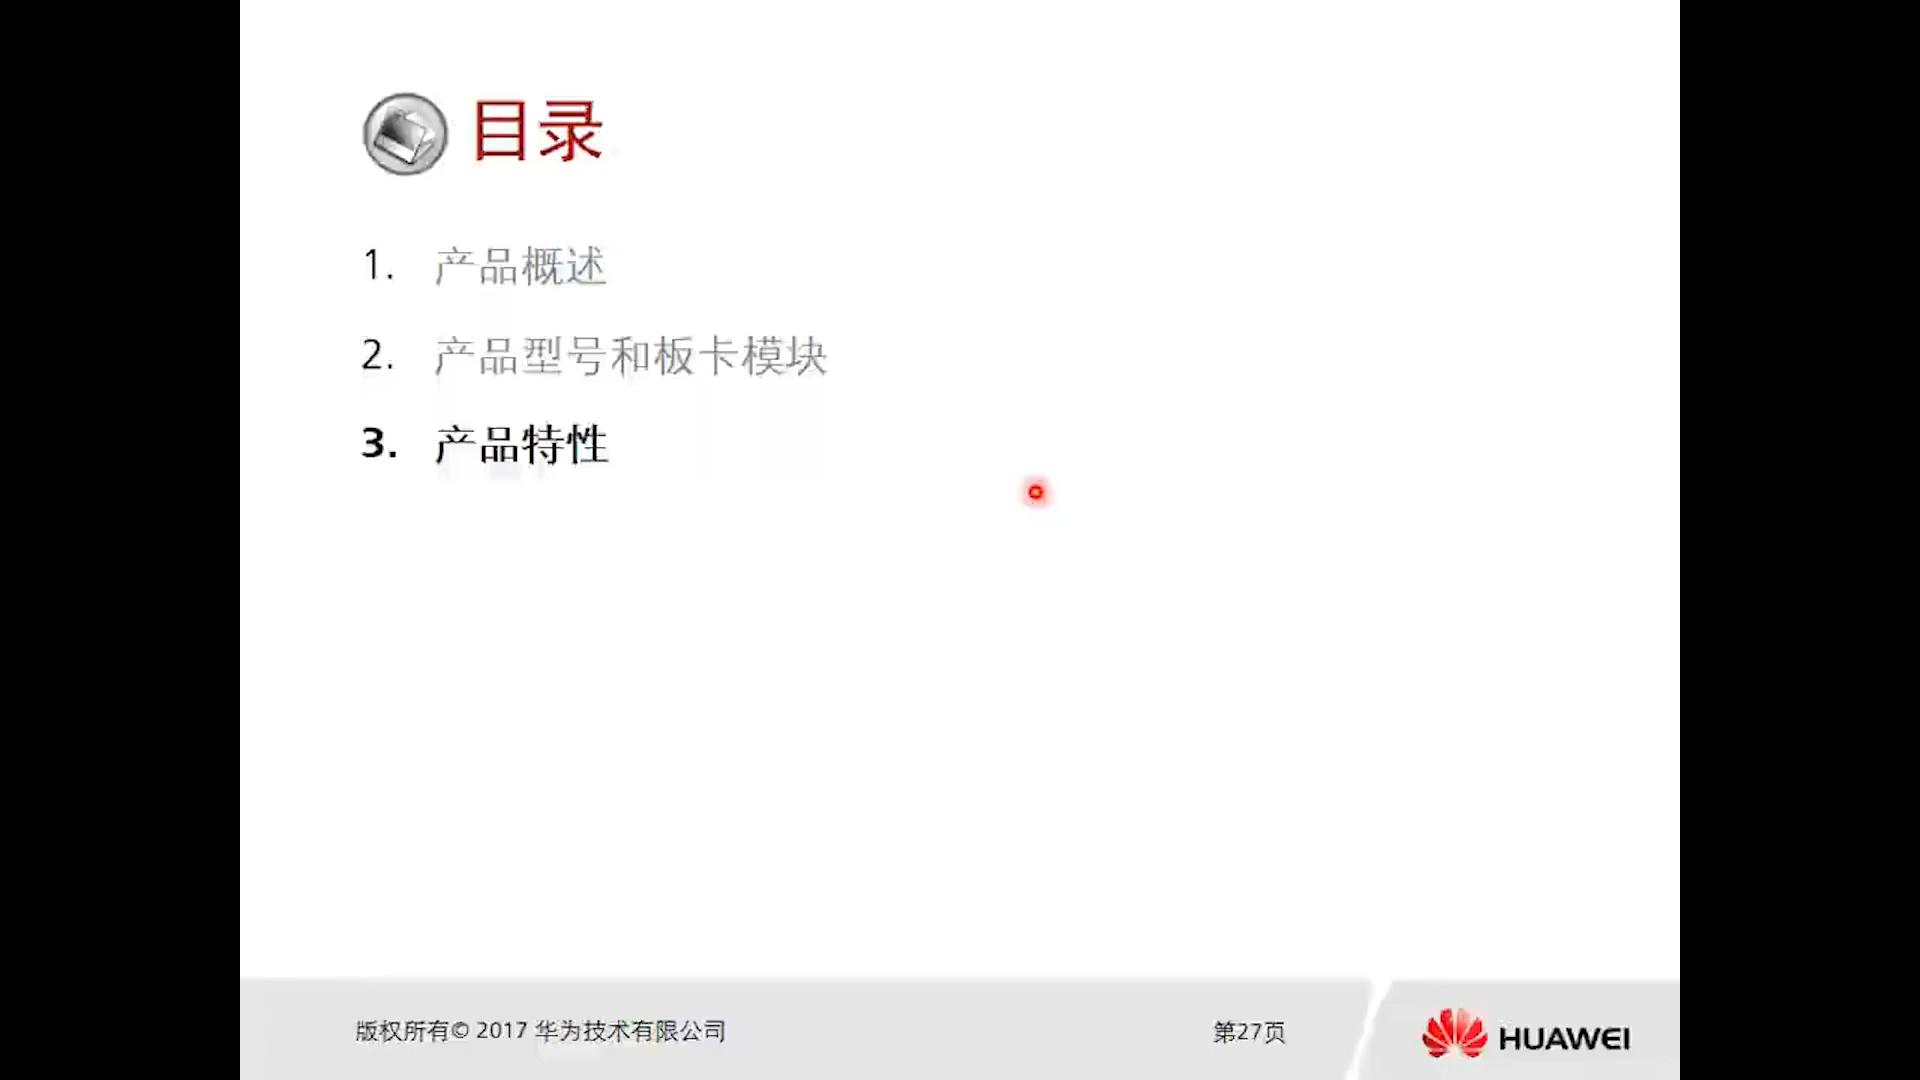 目录
1. 产品概述
2. 产品型号和板卡模块
3. 产品特性
版权所有© 2017 华为技术有限公司
第27页
HUAWEI